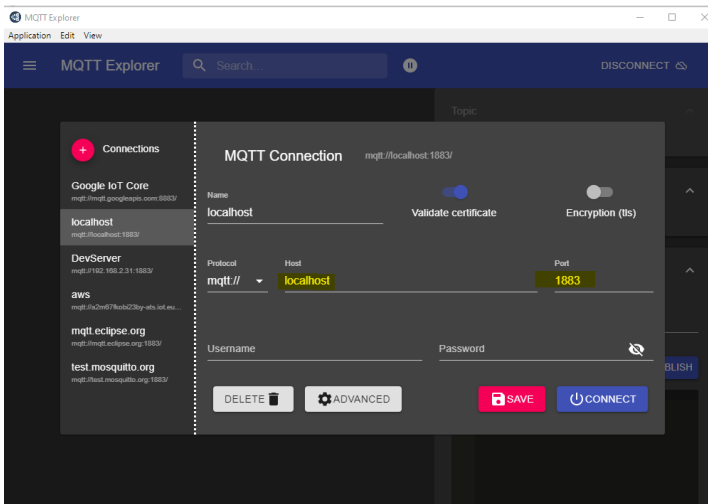 MQTT Explorer
Application Edit View
MQTT Explorer
Search...
DISCONNECT
Topic
Connections
MQTT Connection mqtt://localhost:1883/
Google IoT Core
mqtt://mqtt.googleapis.com:8883/
localhost
mqtt://localhost:1883/
DevServer
mqtt://192.168.2.31:1883/
aws
mqtt.eclipse.org
mqtt://mqtt.eclipse.org:1883/
test.mosquitto.org
mqtt://test.mosquitto.org:1883/
Name
localhost
Validate certificate
Encryption (tls)
Protocol Host Port
mqtt:// localhost 1883
Username
Password
DELETE
ADVANCED
SAVE
CONNECT
BLISH